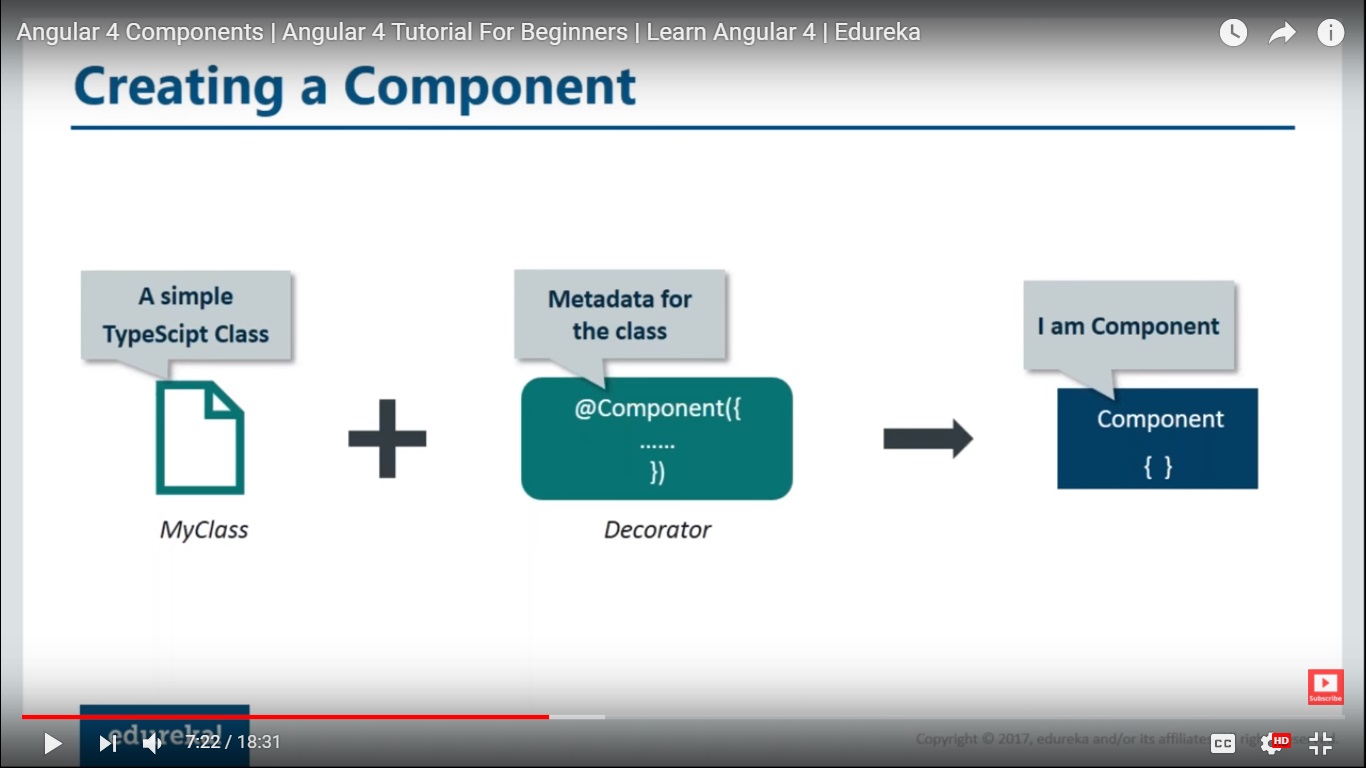 Angular 4 Components | Angular 4 Tutorial For Beginners | Learn Angular 4 | Edureka
Creating a Component
A simple
TypeScipt Class
Metadata for
the class
I am Component
@Component({
......
})
Component
{ }
MyClass
Decorator
Subscribe
edureka!
7:22 / 18:31
Copyright © 2017, edureka and/or its affiliates
CC
HD